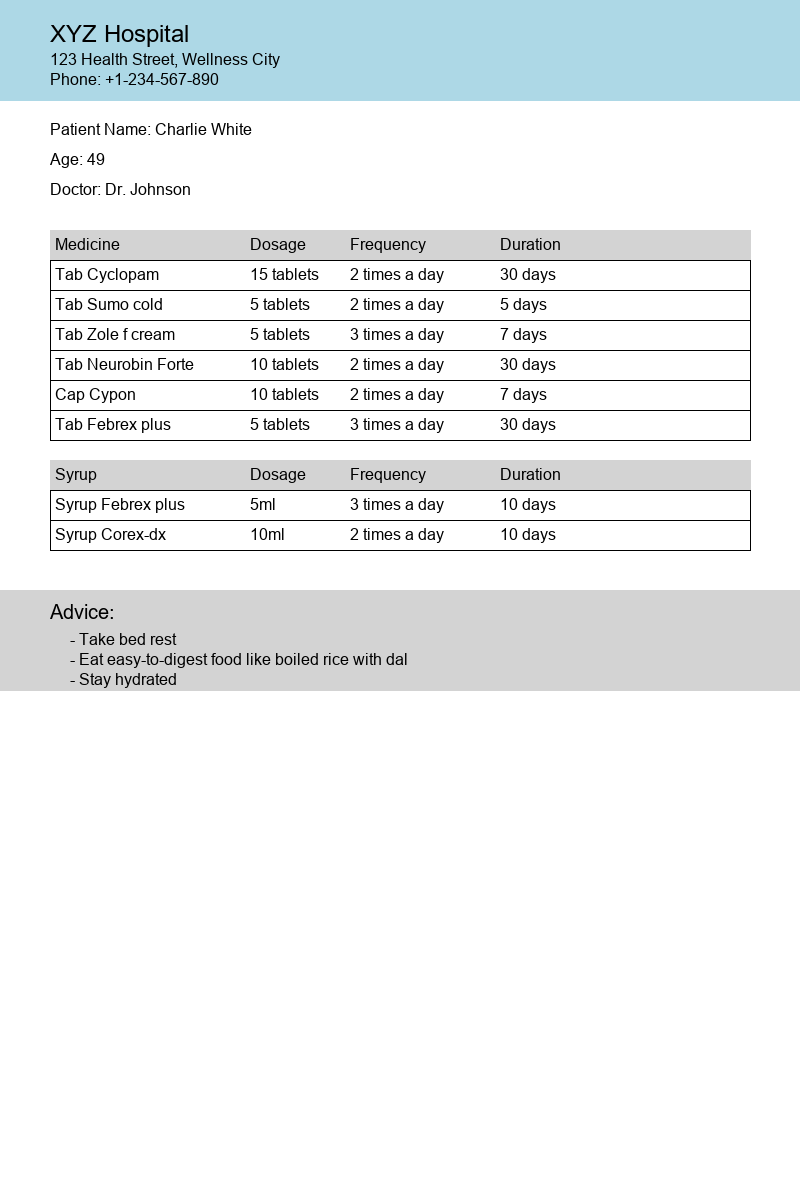 XYZ Hospital
123 Health Street, Wellness City
Phone: +1-234-567-890
Patient Name: Charlie White
Age: 49
Doctor: Dr. Johnson
Medicine Dosage Frequency Duration
Tab Cyclopam 15 tablets 2 times a day 30 days
Tab Sumo cold 5 tablets 2 times a day 5 days
Tab Zole f cream 5 tablets 3 times a day 7 days
Tab Neurobin Forte 10 tablets 2 times a day 30 days
Cap Cypon 10 tablets 2 times a day 7 days
Tab Febrex plus 5 tablets 3 times a day 30 days
Syrup Dosage Frequency Duration
Syrup Febrex plus 5ml 3 times a day 10 days
Syrup Corex-dx 10ml 2 times a day 10 days
Advice:
- Take bed rest
- Eat easy-to-digest food like boiled rice with dal
- Stay hydrated